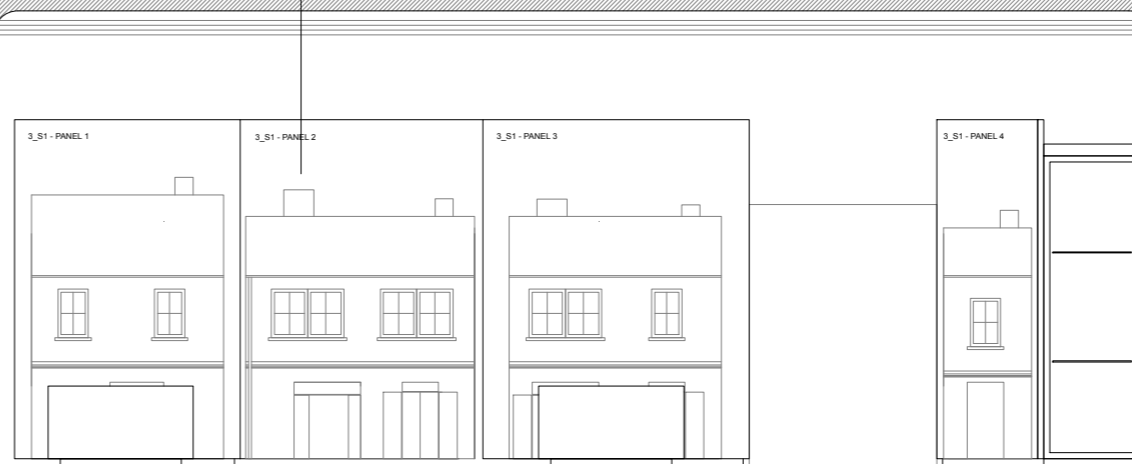 3_S1 - PANEL 1
3_S1 - PANEL 2
3_S1 - PANEL 3
3_S1 - PANEL 4